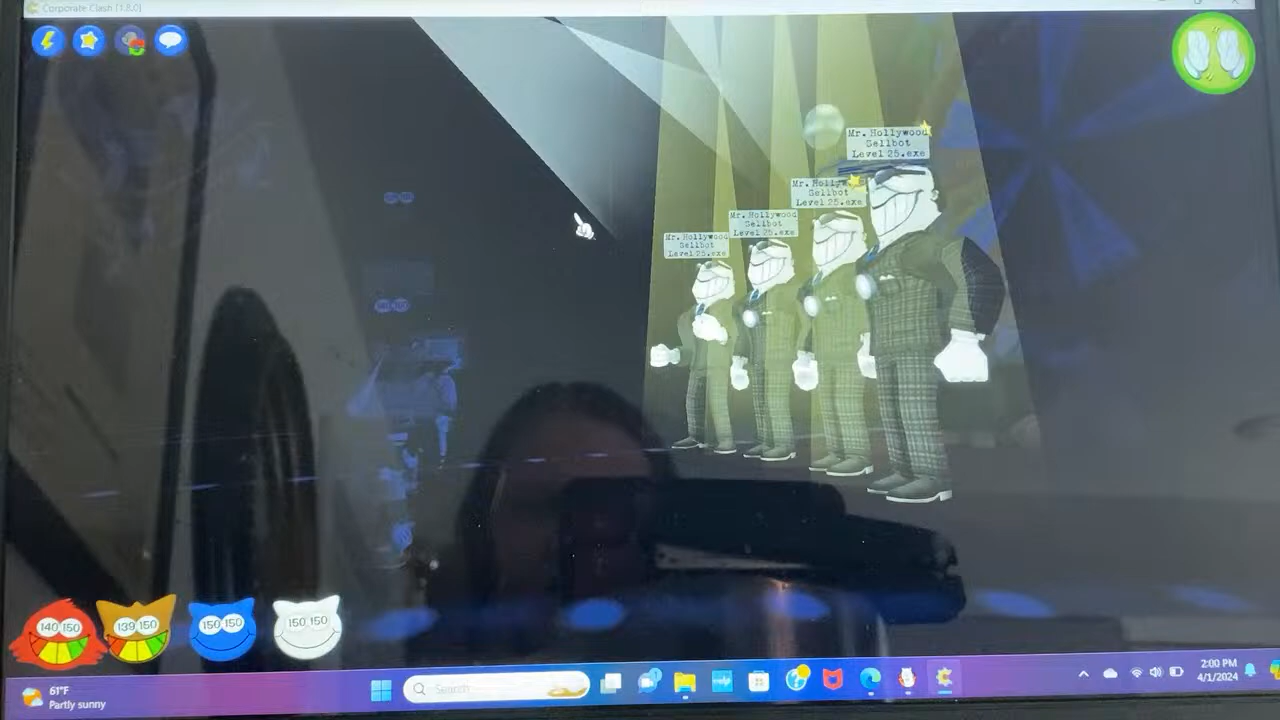 Corporate Clash [1.8.0]
Mr. Hollywood
Sellbot
Level 25.exe
Mr. Hollywood
Sellbot
Level 25.exe
Mr. Hollywood
Sellbot
Level 25.exe
Mr. Hollywood
Sellbot
Level 25.exe
140 150
139 150
150 150
150 150
61°F
Partly sunny
Search
2:00 PM
4/1/2024